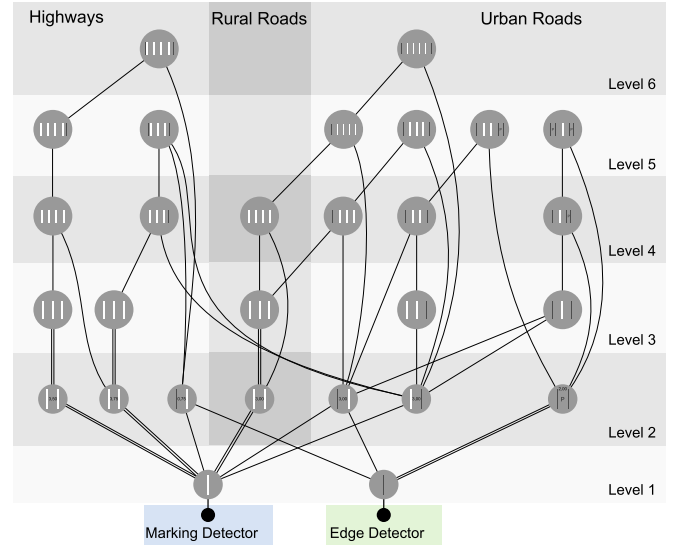 Highways
Rural Roads
Urban Roads
Level 6
Level 5
Level 4
Level 3
Level 2
Level 1
Marking Detector
Edge Detector